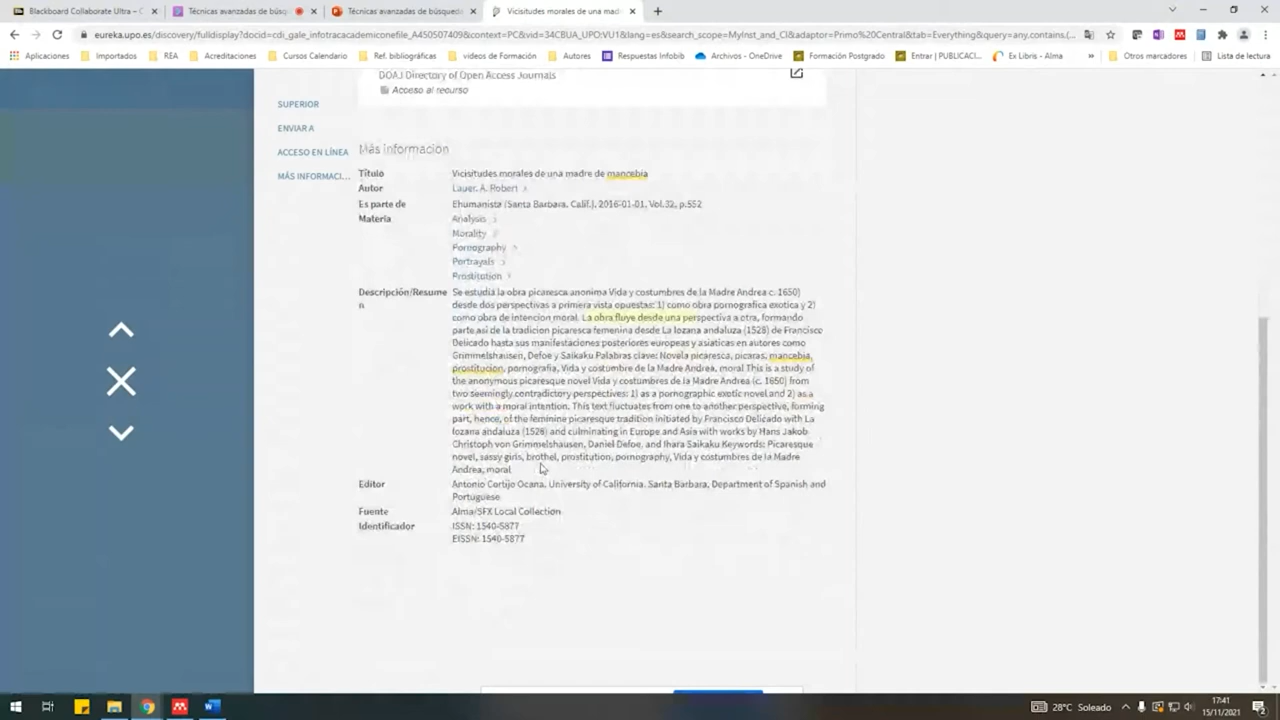 Blackboard Collaborate Ultra – C
Técnicas avanzadas de búsq
Técnicas avanzadas de búsqued
Vicisitudes morales de una mad
eureka.upo.es/discovery/fulldisplay?docid=cdi_gale_infotracacademiconefile_A450507409&context=PC&vid=34CBUA_UPO:VU1&lang=es&search_scope=MyInst_and_CI&adaptor=Primo%20Central&tab=Everything&query=any,contains,(...
Aplicaciones
Importados
REA
Acreditaciones
Cursos Calendario
Ref. bibliográficas
videos de Formación
Autores
Respuestas Infobib
Archivos - OneDrive
Formación Postgrado
Entrar | PUBLICACI...
Ex Libris - Alma
»
Otros marcadores
Lista de lectura
DOAJ Directory of Open Access Journals
Acceso al recurso
SUPERIOR
ENVIAR A
ACCESO EN LÍNEA
MÁS INFORMACI...
Más información
Título Vicisitudes morales de una madre de mancebia
Autor Lauer, A. Robert
Es parte de Ehumanista (Santa Barbara, Calif.), 2016-01-01, Vol.32, p.552
Materia Analysis
Morality
Pornography
Portrayals
Prostitution
Descripción/Resume Se estudia la obra picaresca anonima Vida y costumbres de la Madre Andrea c. 1650)
n desde dos perspectivas a primera vista opuestas: 1) como obra pornografica exotica y 2)
como obra de intencion moral. La obra fluye desde una perspectiva a otra, formando
parte asi de la tradicion picaresca femenina desde La lozana andaluza (1528) de Francisco
Delicado hasta sus manifestaciones posteriores europeas y asiaticas en autores como
Grimmelshausen, Defoe y Saikaku Palabras clave: Novela picaresca, picaras, mancebia,
prostitucion, pornografia, Vida y costumbre de la Madre Andrea, moral This is a study of
the anonymous picaresque novel Vida y costumbres de la Madre Andrea (c. 1650) from
two seemingly contradictory perspectives: 1) as a pornographic exotic novel and 2) as a
work with a moral intention. This text fluctuates from one to another perspective, forming
part, hence, of the feminine picaresque tradition initiated by Francisco Delicado with La
lozana andaluza (1528) and culminating in Europe and Asia with works by Hans Jakob
Christoph von Grimmelshausen, Daniel Defoe, and Ihara Saikaku Keywords: Picaresque
novel, sassy girls, brothel, prostitution, pornography, Vida y costumbres de la Madre
Andrea, moral
Editor Antonio Cortijo Ocana, University of California, Santa Barbara, Department of Spanish and
Portuguese
Fuente Alma/SFX Local Collection
Identificador ISSN: 1540-5877
EISSN: 1540-5877
28°C Soleado
17:41
15/11/2021
2